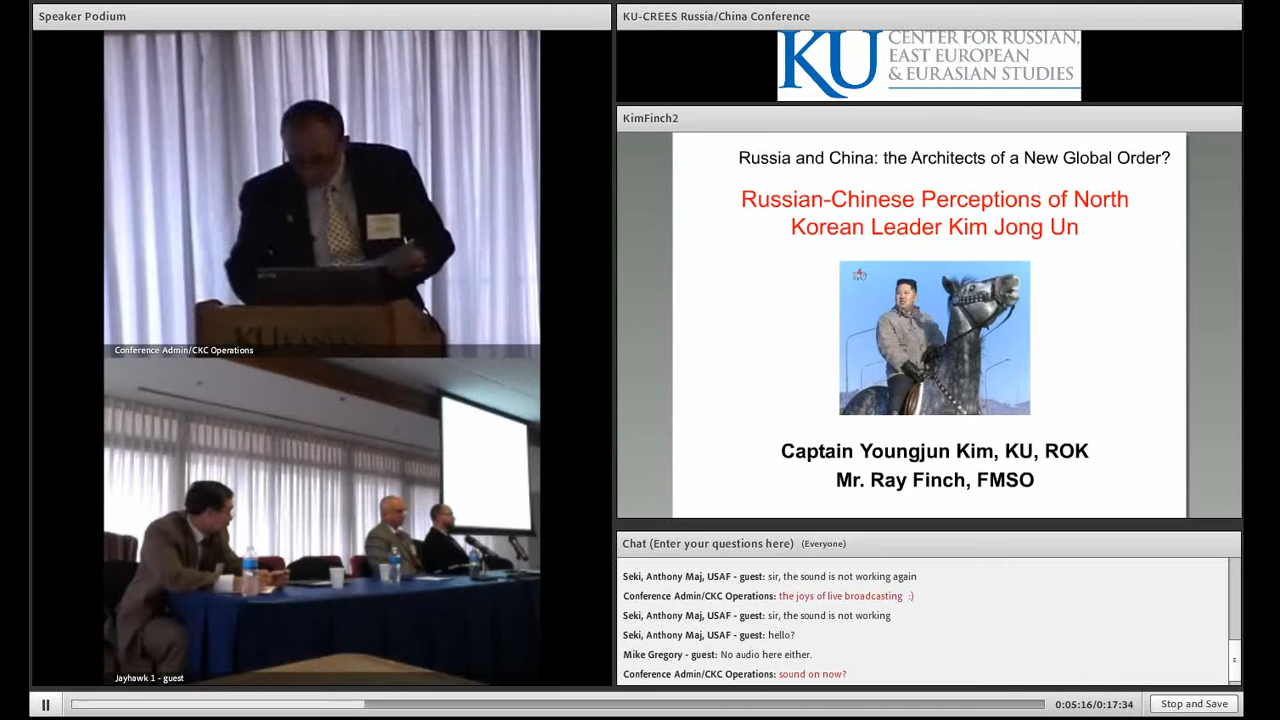 Speaker Podium
Conference Admin/CKC Operations
Jayhawk 1 - guest
KU-CREES Russia/China Conference
KU
CENTER FOR RUSSIAN,
EAST EUROPEAN
& EURASIAN STUDIES
KimFinch2
Russia and China: the Architects of a New Global Order?
Russian-Chinese Perceptions of North
Korean Leader Kim Jong Un
Captain Youngjun Kim, KU, ROK
Mr. Ray Finch, FMSO
Chat (Enter your questions here) (Everyone)
Seki, Anthony Maj, USAF - guest: sir, the sound is not working again
Conference Admin/CKC Operations: the joys of live broadcasting :)
Seki, Anthony Maj, USAF - guest: sir, the sound is not working
Seki, Anthony Maj, USAF - guest: hello?
Mike Gregory - guest: No audio here either.
Conference Admin/CKC Operations: sound on now?
0:05:16/0:17:34
Stop and Save